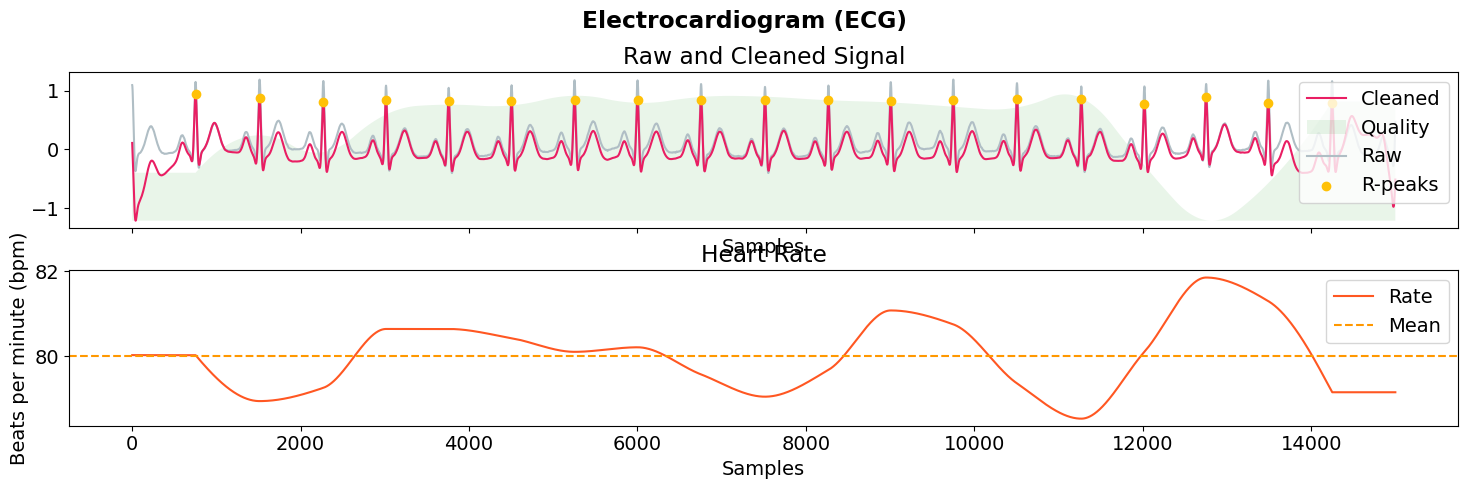 Electrocardiogram (ECG)
Raw and Cleaned Signal
1
0
−1
Cleaned
Quality
Raw
R-peaks
Samples
Heart Rate
Beats per minute (bpm)
82
80
Rate
Mean
0 2000 4000 6000 8000 10000 12000 14000
Samples